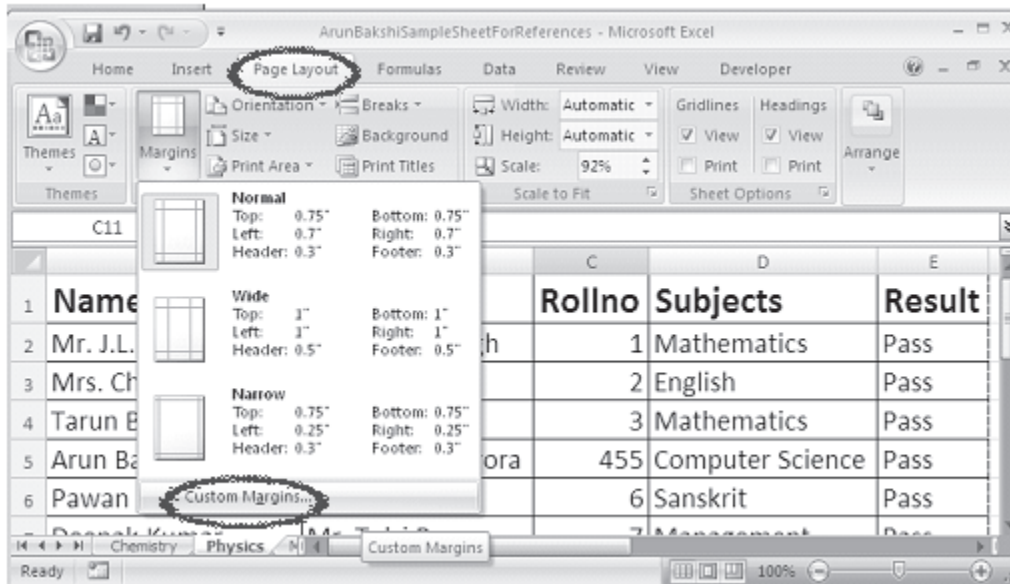 ArunBakshiSampleSheetForReferences - Microsoft Excel
Home Insert Page Layout Formulas Data Review View Developer
Aa Themes Margins Orientation Breaks Width: Automatic Gridlines Headings Arrange
A Size Background Height: Automatic View View
Print Area Print Titles Scale: 92% Print Print
Themes Scale to Fit Sheet Options
C11
Normal
Top: 0.75" Bottom: 0.75"
Left: 0.7" Right: 0.7"
Header: 0.3" Footer: 0.3"
Wide
Top: 1" Bottom: 1"
Left: 1" Right: 1"
Header: 0.5" Footer: 0.5"
Narrow
Top: 0.75" Bottom: 0.75"
Left: 0.25" Right: 0.25"
Header: 0.3" Footer: 0.3"
Custom Margins...
C D E
1 Name Rollno Subjects Result
2 Mr. J.L. gh 1 Mathematics Pass
3 Mrs. Ch 2 English Pass
4 Tarun B 3 Mathematics Pass
5 Arun Ba ora 455 Computer Science Pass
6 Pawan 6 Sanskrit Pass
Deepak Kumar 7 Management Pass
Chemistry Physics
Custom Margins
Ready 100%